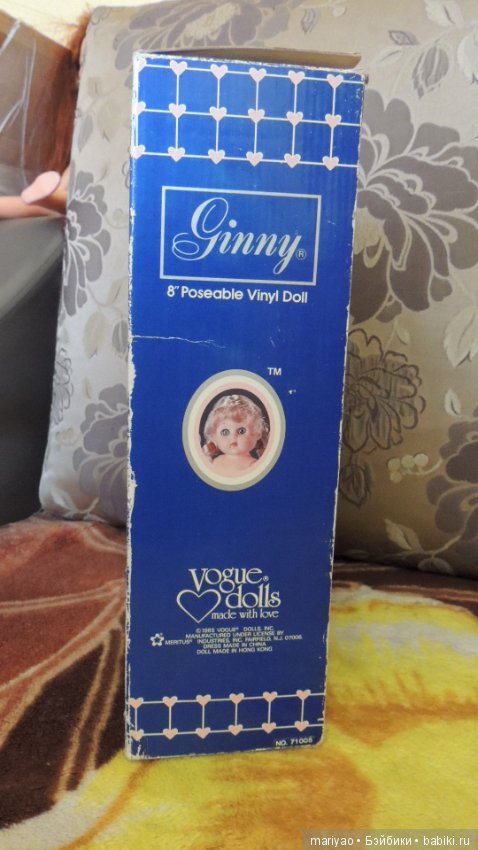 Ginny®
8" Poseable Vinyl Doll
TM
vogue®
dolls
made with love
© 1985 VOGUE® DOLLS, INC.
MANUFACTURED UNDER LICENSE BY
MERITUS® INDUSTRIES, INC. FAIRFIELD, N.J. 07006
DRESS MADE IN CHINA
DOLL MADE IN HONG KONG
NO. 71005
mariyao • Бэйбики • babiki.ru